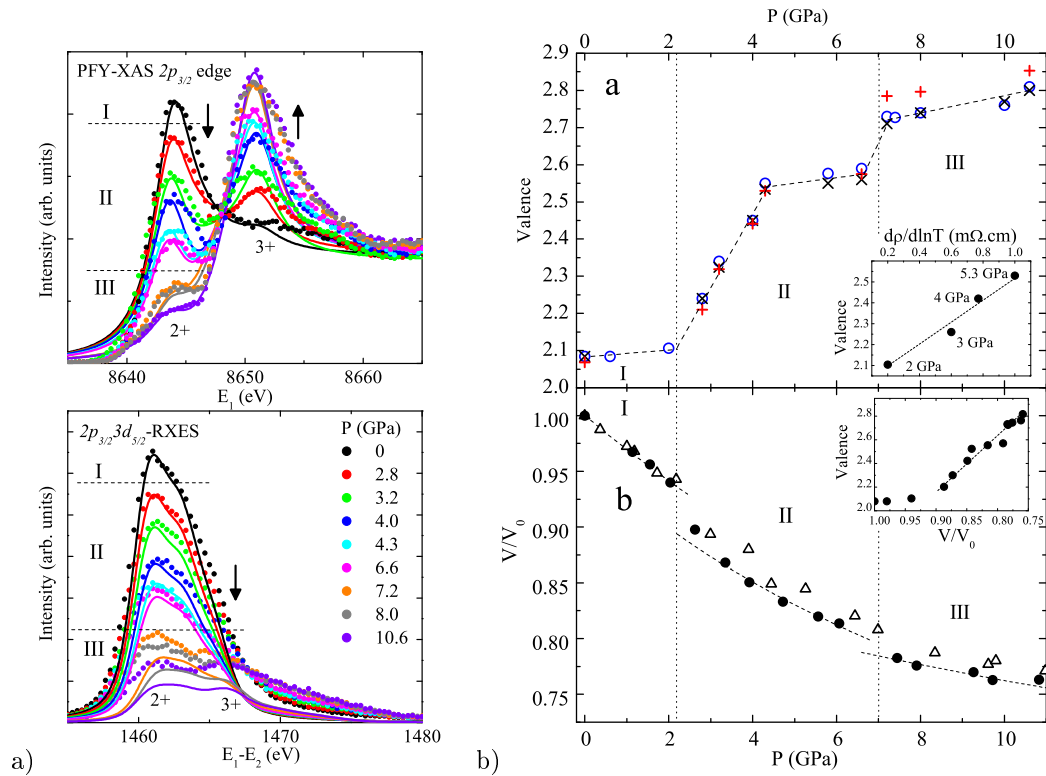 PFY-XAS 2p3/2 edge
I
II
III
3+
2+
Intensity (arb. units)
8640 8650 8660
E1 (eV)
2p3/23d5/2-RXES
I
II
III
P (GPa)
0
2.8
3.2
4.0
4.3
6.6
7.2
8.0
10.6
2+
3+
Intensity (arb. units)
1460 1470 1480
E1-E2 (eV)
a)
P (GPa)
0 2 4 6 8 10
a
Valence
2.9
2.8
2.7
2.6
2.5
2.4
2.3
2.2
2.1
2.0
I
II
III
dρ/dlnT (mΩ.cm)
0.2 0.6 1.0
Valence
2.5
2.4
2.3
2.2
2.1
5.3 GPa
4 GPa
3 GPa
2 GPa
b
V/V0
1.00
0.95
0.90
0.85
0.80
0.75
I
II
III
Valence
2.8
2.6
2.4
2.2
2.0
1.00 0.95 0.90 0.85 0.80 0.75
V/V0
0 2 4 6 8 10
P (GPa)
b)